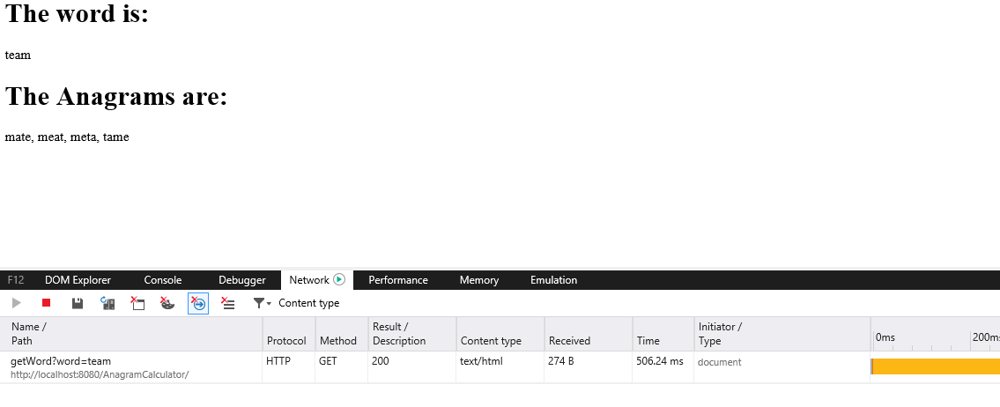 The word is:
team
The Anagrams are:
mate, meat, meta, tame
F12 DOM Explorer Console Debugger Network Performance Memory Emulation
Content type
Name / Path Protocol Method Result / Description Content type Received Time Initiator / Type 0ms 200ms
getWord?word=team HTTP GET 200 text/html 274 B 506.24 ms document
http://localhost:8080/AnagramCalculator/